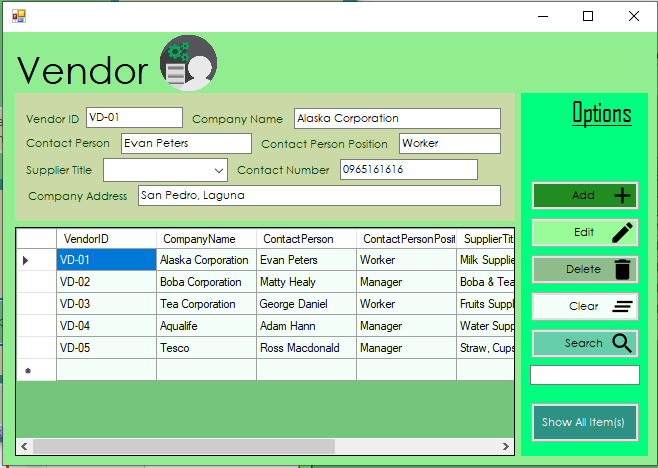 Vendor
Options
Vendor ID VD-01 Company Name Alaska Corporation
Contact Person Evan Peters Contact Person Position Worker
Supplier Title Contact Number 0965161616
Company Address San Pedro, Laguna
Add
Edit
Delete
Clear
Search
Show All Item(s)
VendorID CompanyName ContactPerson ContactPersonPosit SupplierTitl
VD-01 Alaska Corporation Evan Peters Worker Milk Supplie
VD-02 Boba Corporation Matty Healy Manager Boba & Tea
VD-03 Tea Corporation George Daniel Worker Fruits Suppl
VD-04 Aqualife Adam Hann Manager Water Supp
VD-05 Tesco Ross Macdonald Manager Straw, Cups